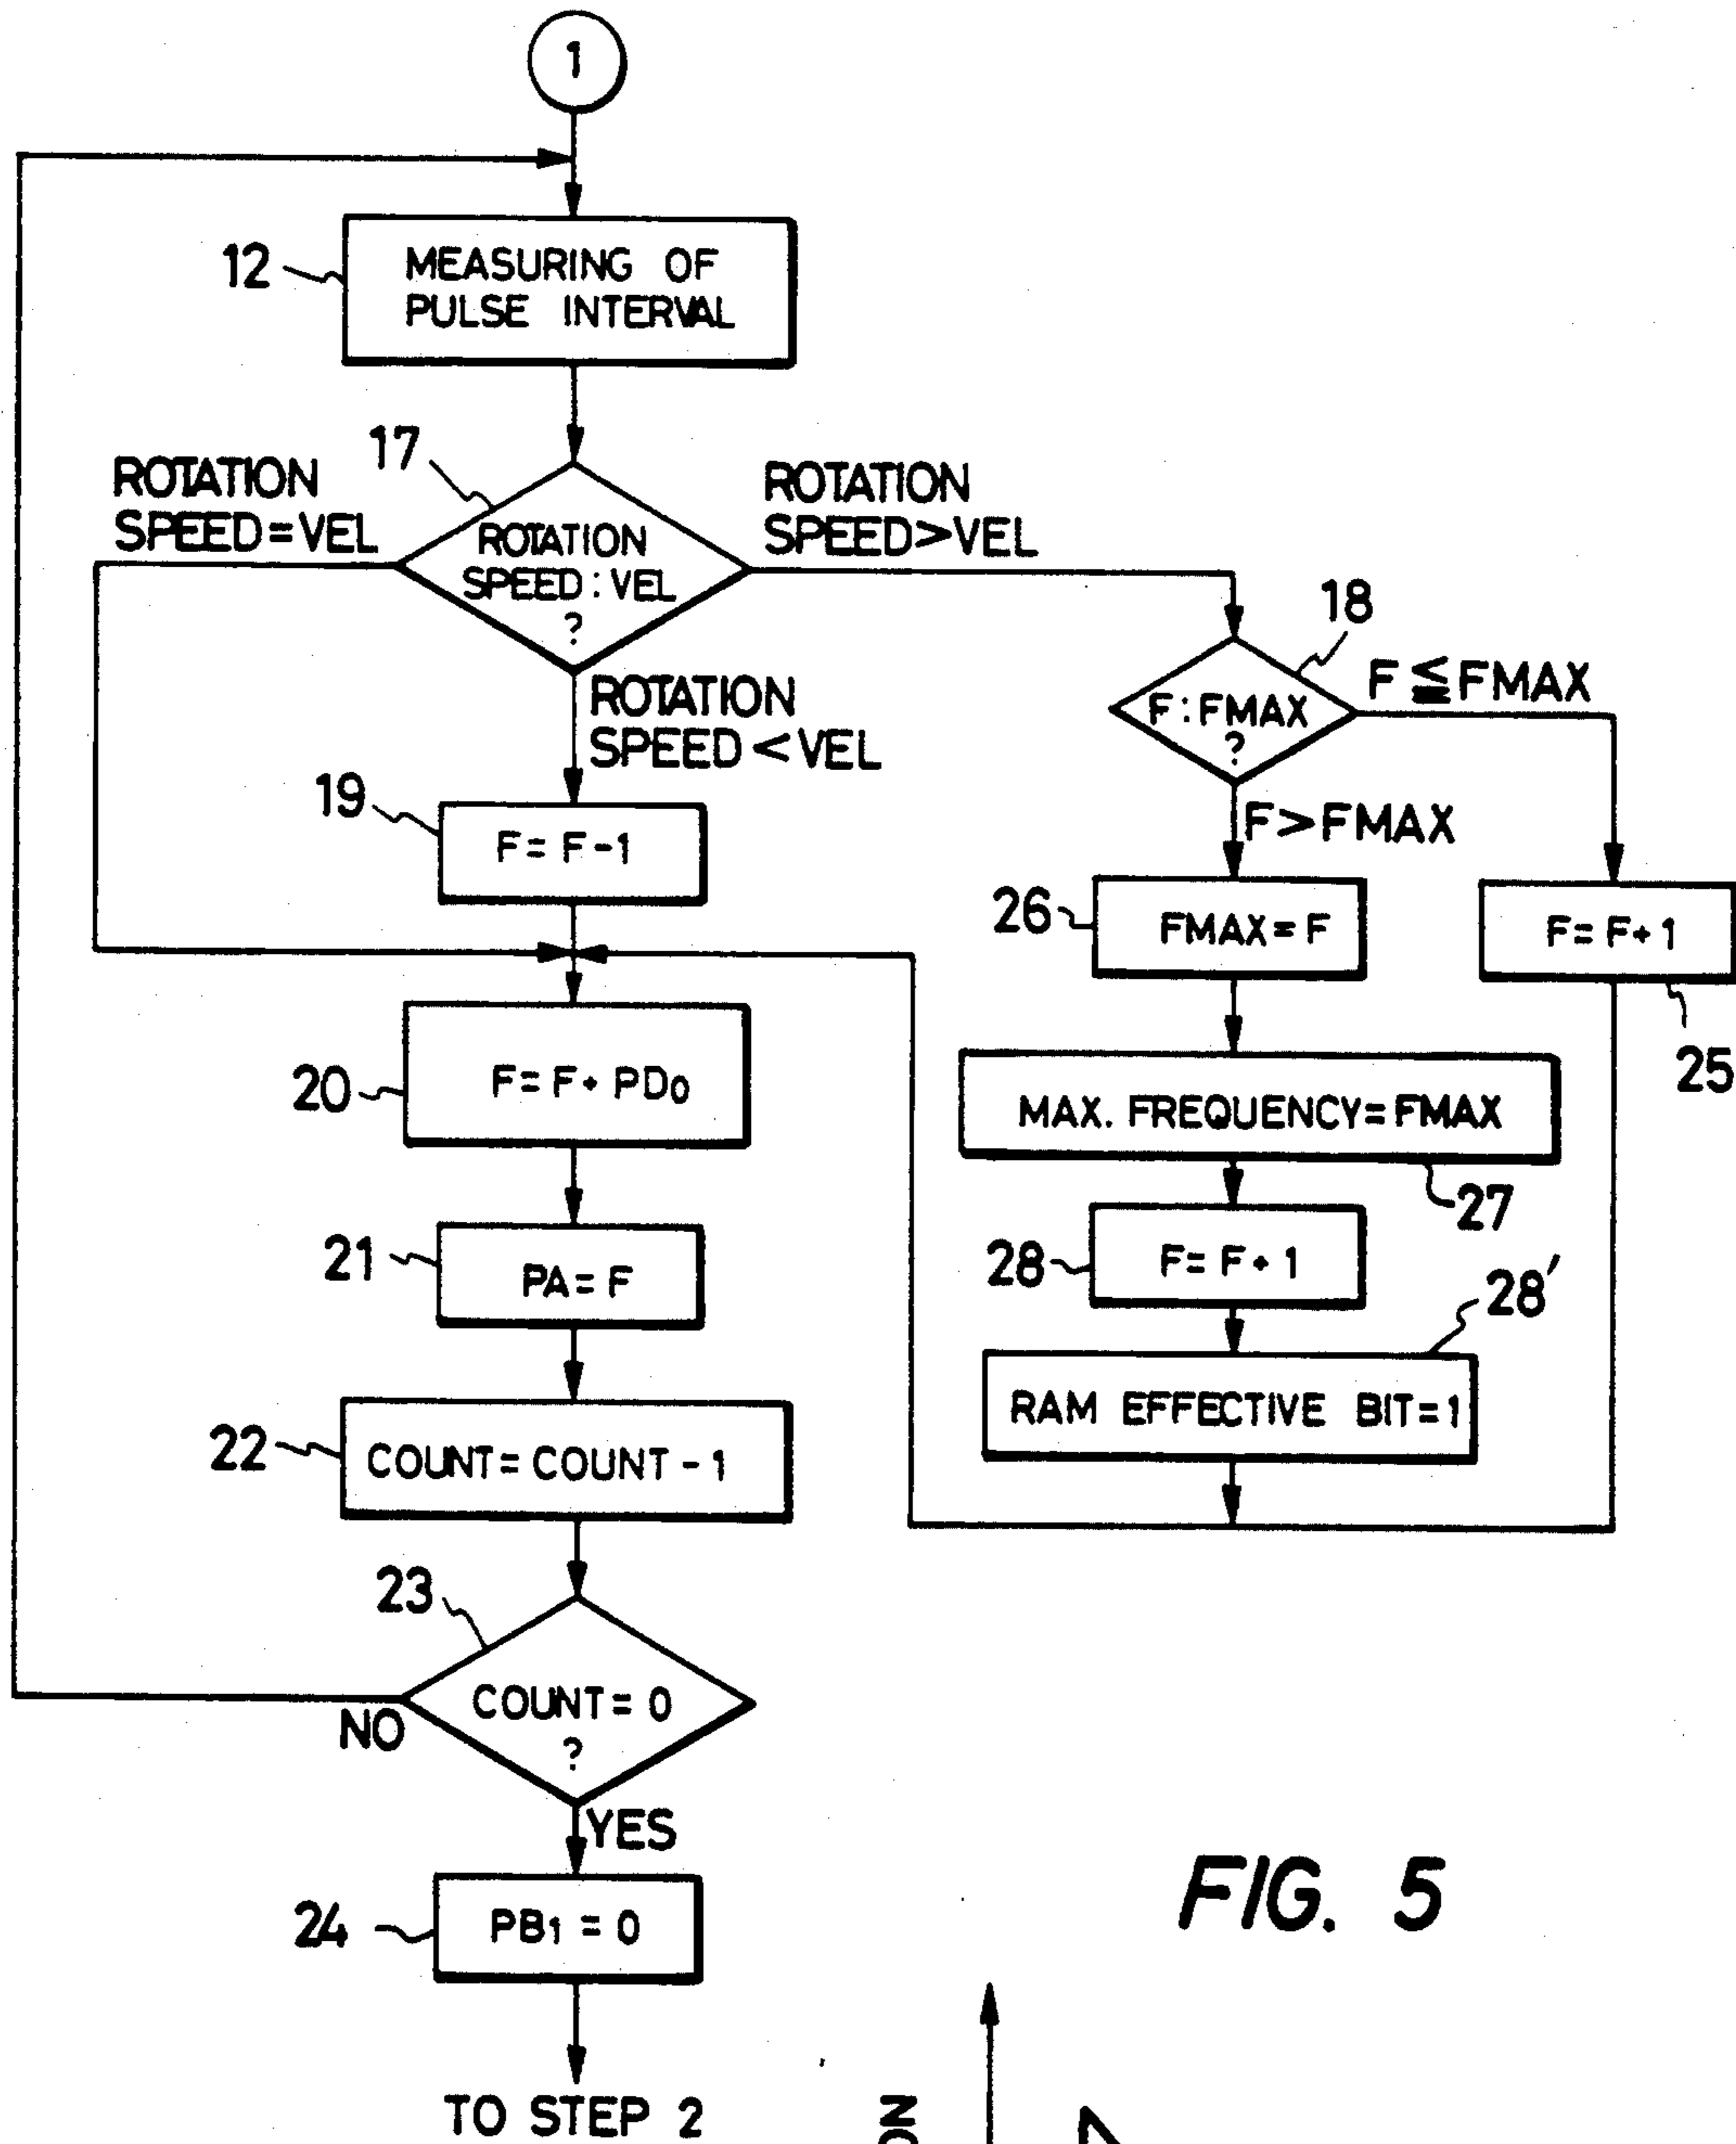 1
12
MEASURING OF
PULSE INTERVAL
17
ROTATION
SPEED=VEL
ROTATION
SPEED:VEL
?
ROTATION
SPEED>VEL
18
F:FMAX
?
F≦FMAX
ROTATION
SPEED<VEL
F>FMAX
19
F=F-1
26
FMAX=F
F=F+1
25
20
F=F+PD₀
MAX. FREQUENCY=FMAX
27
21
PA=F
28
F=F+1
28'
RAM EFFECTIVE BIT=1
22
COUNT=COUNT-1
23
COUNT=0
?
NO
YES
24
PB₁=0
FIG. 5
TO STEP 2
ON